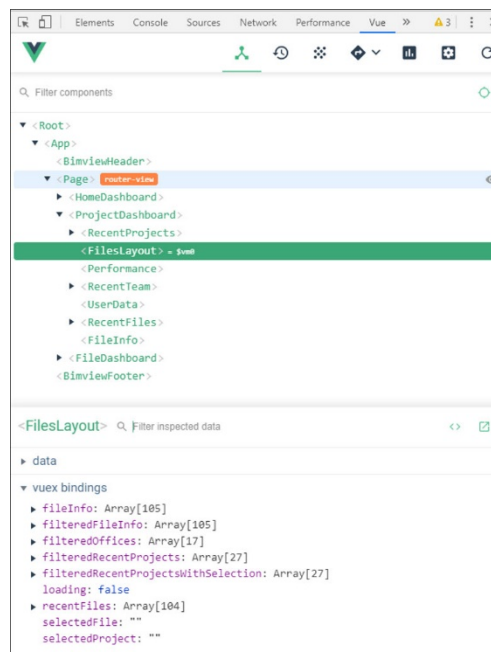 Elements Console Sources Network Performance Vue » 3
Filter components
<Root>
<App>
<BimviewHeader>
<Page> router-view
<HomeDashboard>
<ProjectDashboard>
<RecentProjects>
<FilesLayout> = $vm0
<Performance>
<RecentTeam>
<UserData>
<RecentFiles>
<FileInfo>
<FileDashboard>
<BimviewFooter>
<FilesLayout> Filter inspected data <>
data
vuex bindings
fileInfo: Array[105]
filteredFileInfo: Array[105]
filteredOffices: Array[17]
filteredRecentProjects: Array[27]
filteredRecentProjectsWithSelection: Array[27]
loading: false
recentFiles: Array[104]
selectedFile: ""
selectedProject: ""